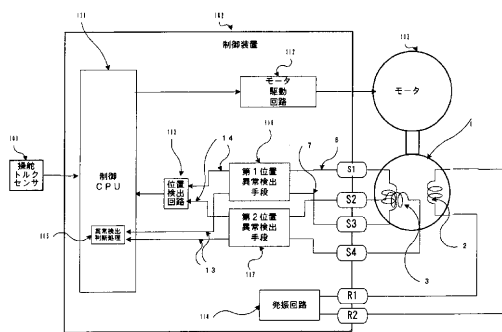 102
111
制御装置
112
モータ
駆動
回路
103
モータ
1
101
操舵
トルク
センサ
制御
CPU
113
位置
検出
回路
14
116
第1位置
異常検出
手段
7
6
S1
S2
S3
S4
115
異常検出
判断処理
13
第2位置
異常検出
手段
117
3
2
114
発振回路
R1
R2